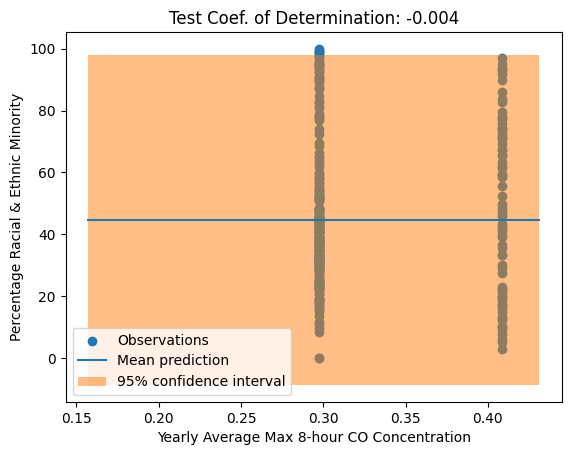 Test Coef. of Determination: -0.004
Percentage Racial & Ethnic Minority
100
80
60
40
20
0
Observations
Mean prediction
95% confidence interval
0.15
0.20
0.25
0.30
0.35
0.40
Yearly Average Max 8-hour CO Concentration